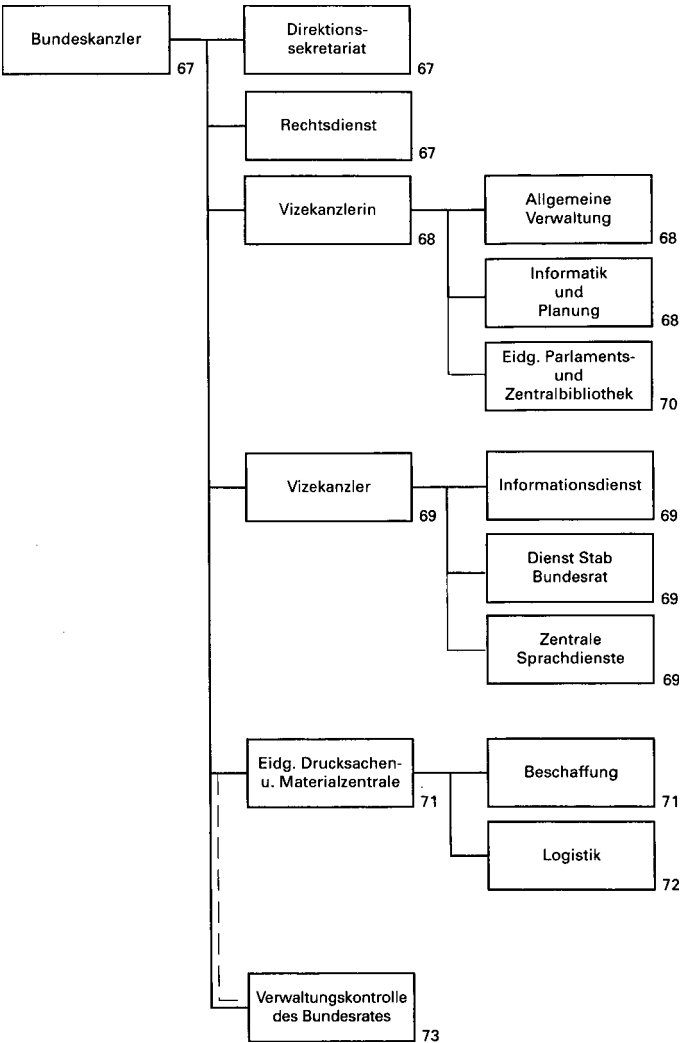 Bundeskanzler
67
Direktions-
sekretariat
67
Rechtsdienst
67
Vizekanzlerin
68
Allgemeine
Verwaltung
68
Informatik
und
Planung
68
Eidg. Parlaments-
und
Zentralbibliothek
70
Vizekanzler
69
Informationsdienst
69
Dienst Stab
Bundesrat
69
Zentrale
Sprachdienste
69
Eidg. Drucksachen-
u. Materialzentrale
71
Beschaffung
71
Logistik
72
Verwaltungskontrolle
des Bundesrates
73